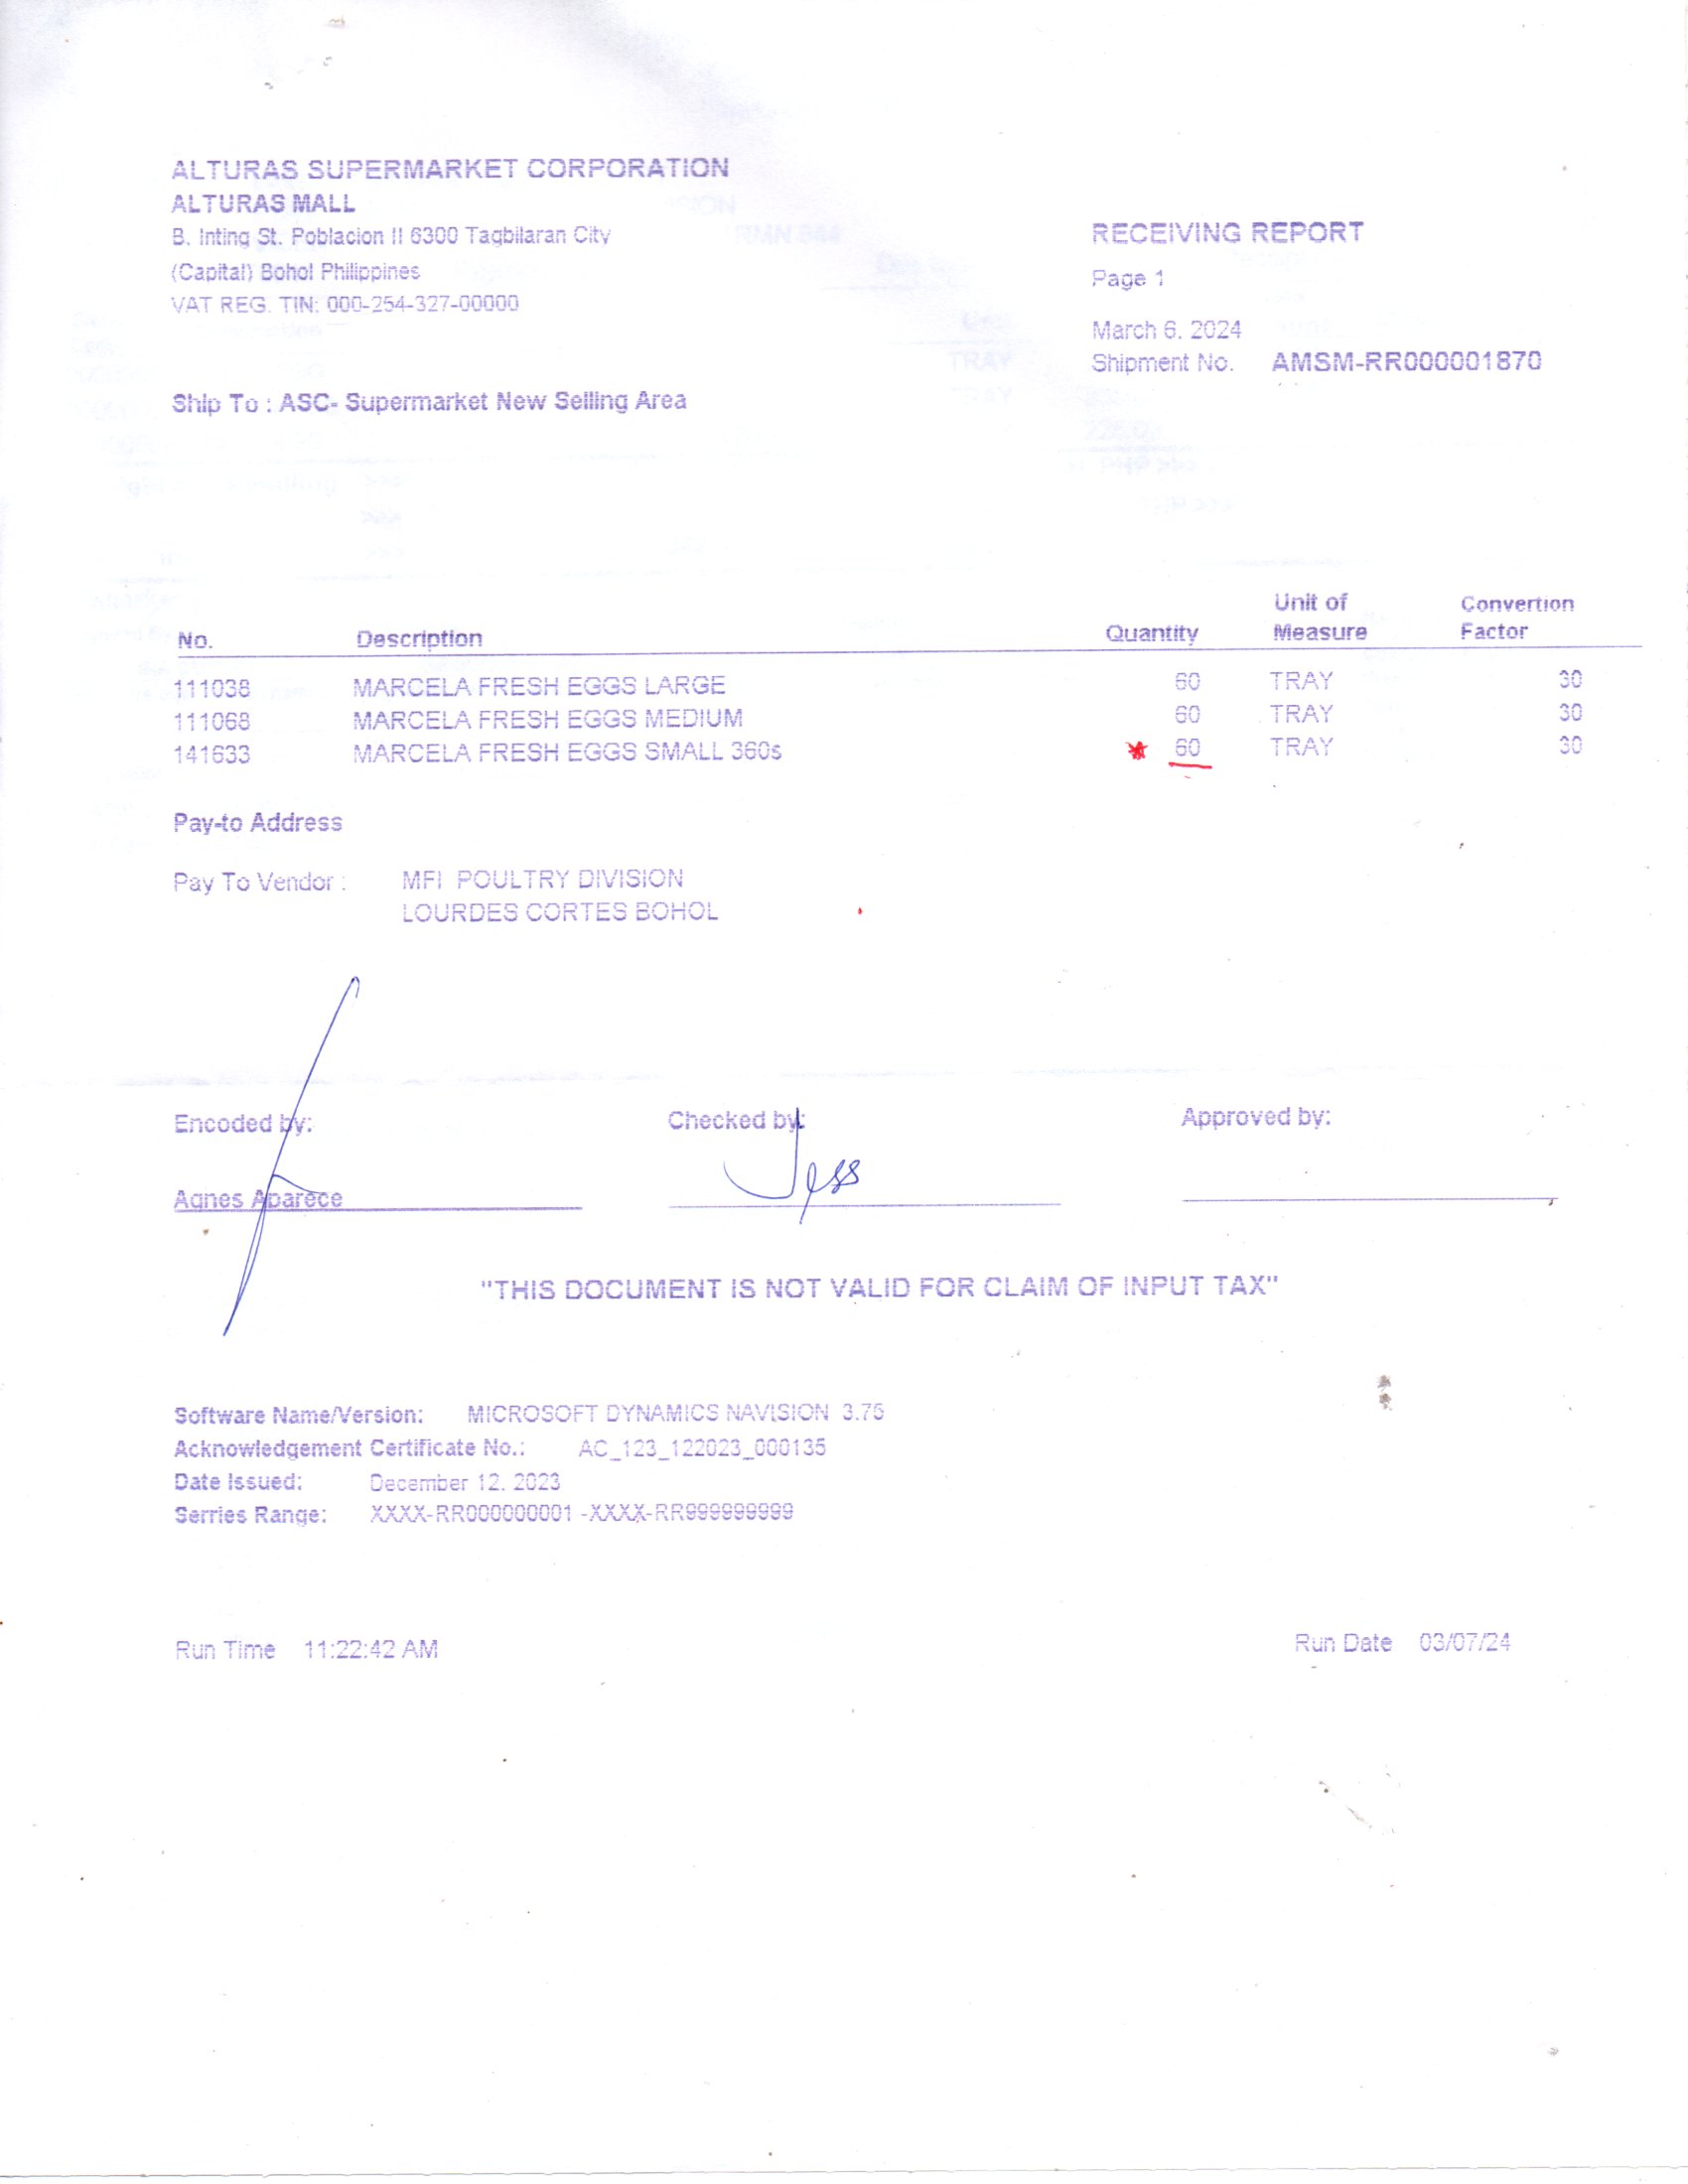 ALTURAS SUPERMARKET CORPORATION
ALTURAS MALL
B. Inting St. Poblacion II 6300 Tagbilaran City
(Capital) Bohol Philippines
VAT REG. TIN: 000-254-327-00000
RECEIVING REPORT
Page 1
March 6, 2024
Shipment No. AMSM-RR000001870
Ship To : ASC- Supermarket New Selling Area
No. Description Quantity Unit of Measure Convertion Factor
111038 MARCELA FRESH EGGS LARGE 60 TRAY 30
111068 MARCELA FRESH EGGS MEDIUM 60 TRAY 30
141633 MARCELA FRESH EGGS SMALL 360s 60 TRAY 30
Pay-to Address
Pay To Vendor : MFI POULTRY DIVISION
LOURDES CORTES BOHOL
Encoded by: Checked by: Approved by:
Agnes Aparece Jess
"THIS DOCUMENT IS NOT VALID FOR CLAIM OF INPUT TAX"
Software Name/Version: MICROSOFT DYNAMICS NAVISION 3.76
Acknowledgement Certificate No.: AC_123_122023_000135
Date Issued: December 12, 2023
Serries Range: XXXX-RR000000001 -XXXX-RR999999999
Run Time 11:22:42 AM
Run Date 03/07/24